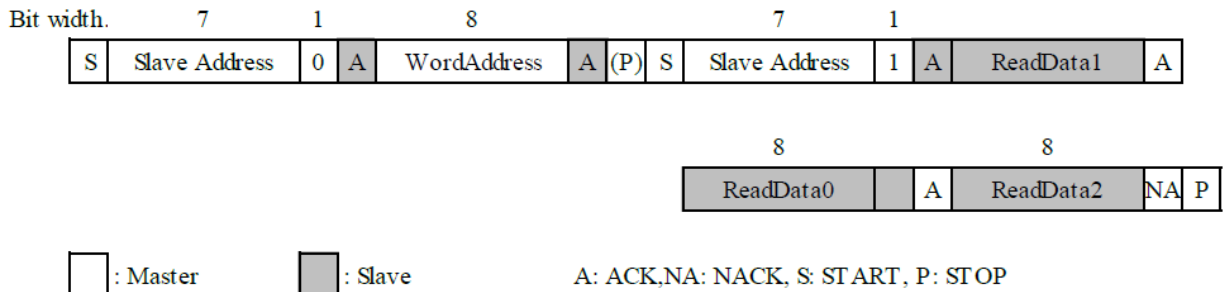 Bit width. 7 1 8 7 1
S Slave Address 0 A WordAddress A (P) S Slave Address 1 A ReadData1 A
8 8
ReadData0 A ReadData2 NA P
: Master : Slave A: ACK,NA: NACK, S: START, P: STOP